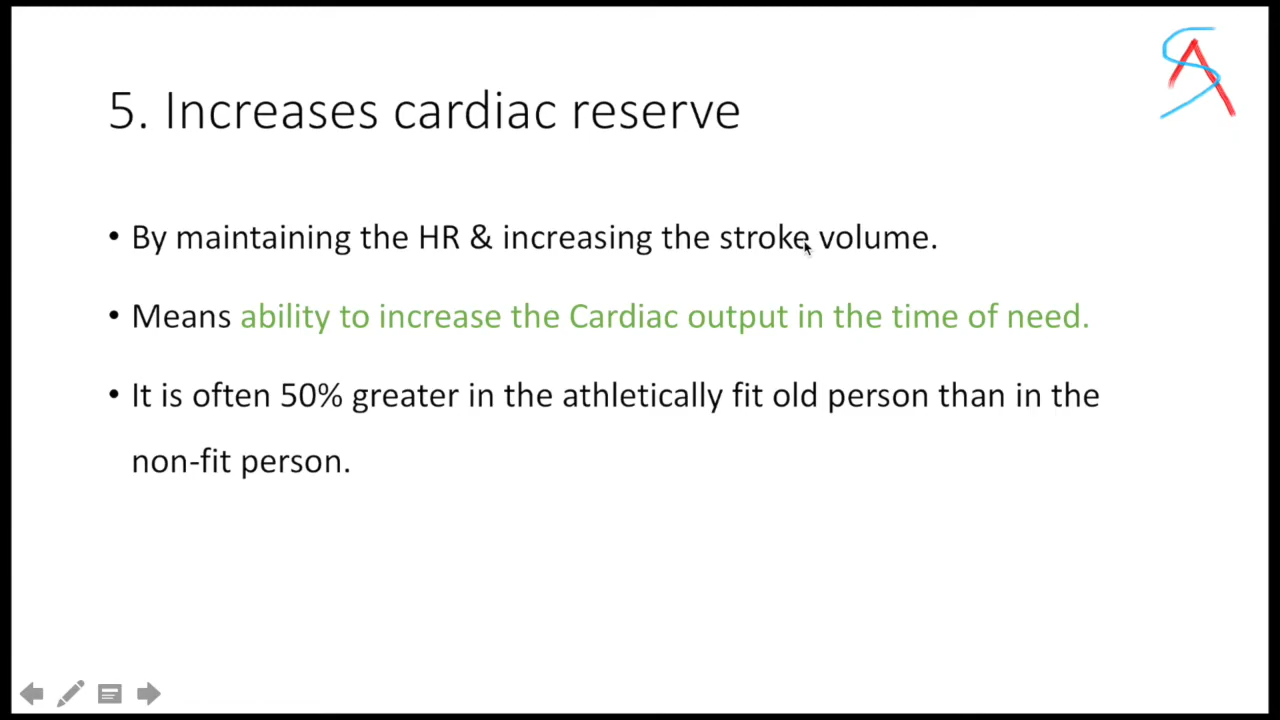 5. Increases cardiac reserve
• By maintaining the HR & increasing the stroke volume.
• Means ability to increase the Cardiac output in the time of need.
• It is often 50% greater in the athletically fit old person than in the
non-fit person.
SA